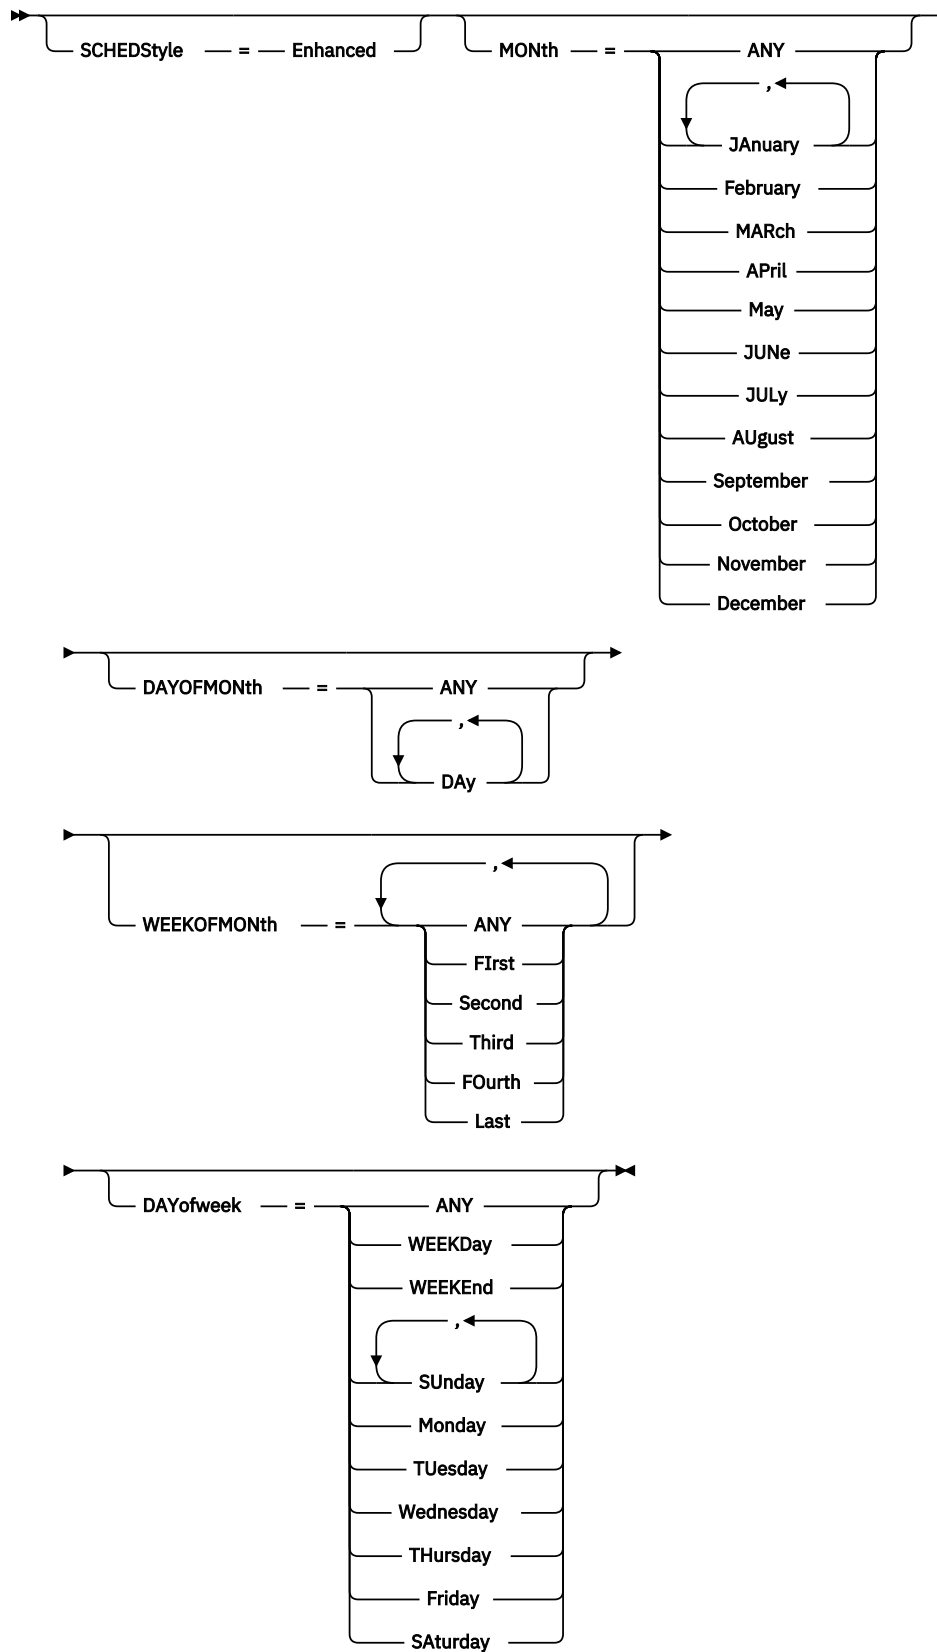 SCHEDStyle = Enhanced MONth = ANY
,
JAnuary
February
MARch
APril
May
JUNe
JULy
AUgust
September
October
November
December
DAYOFMONth = ANY
,
DAy
,
WEEKOFMONth = ANY
FIrst
Second
Third
FOurth
Last
DAYofweek = ANY
WEEKDay
WEEKEnd
,
SUnday
Monday
TUesday
Wednesday
THursday
Friday
SAturday